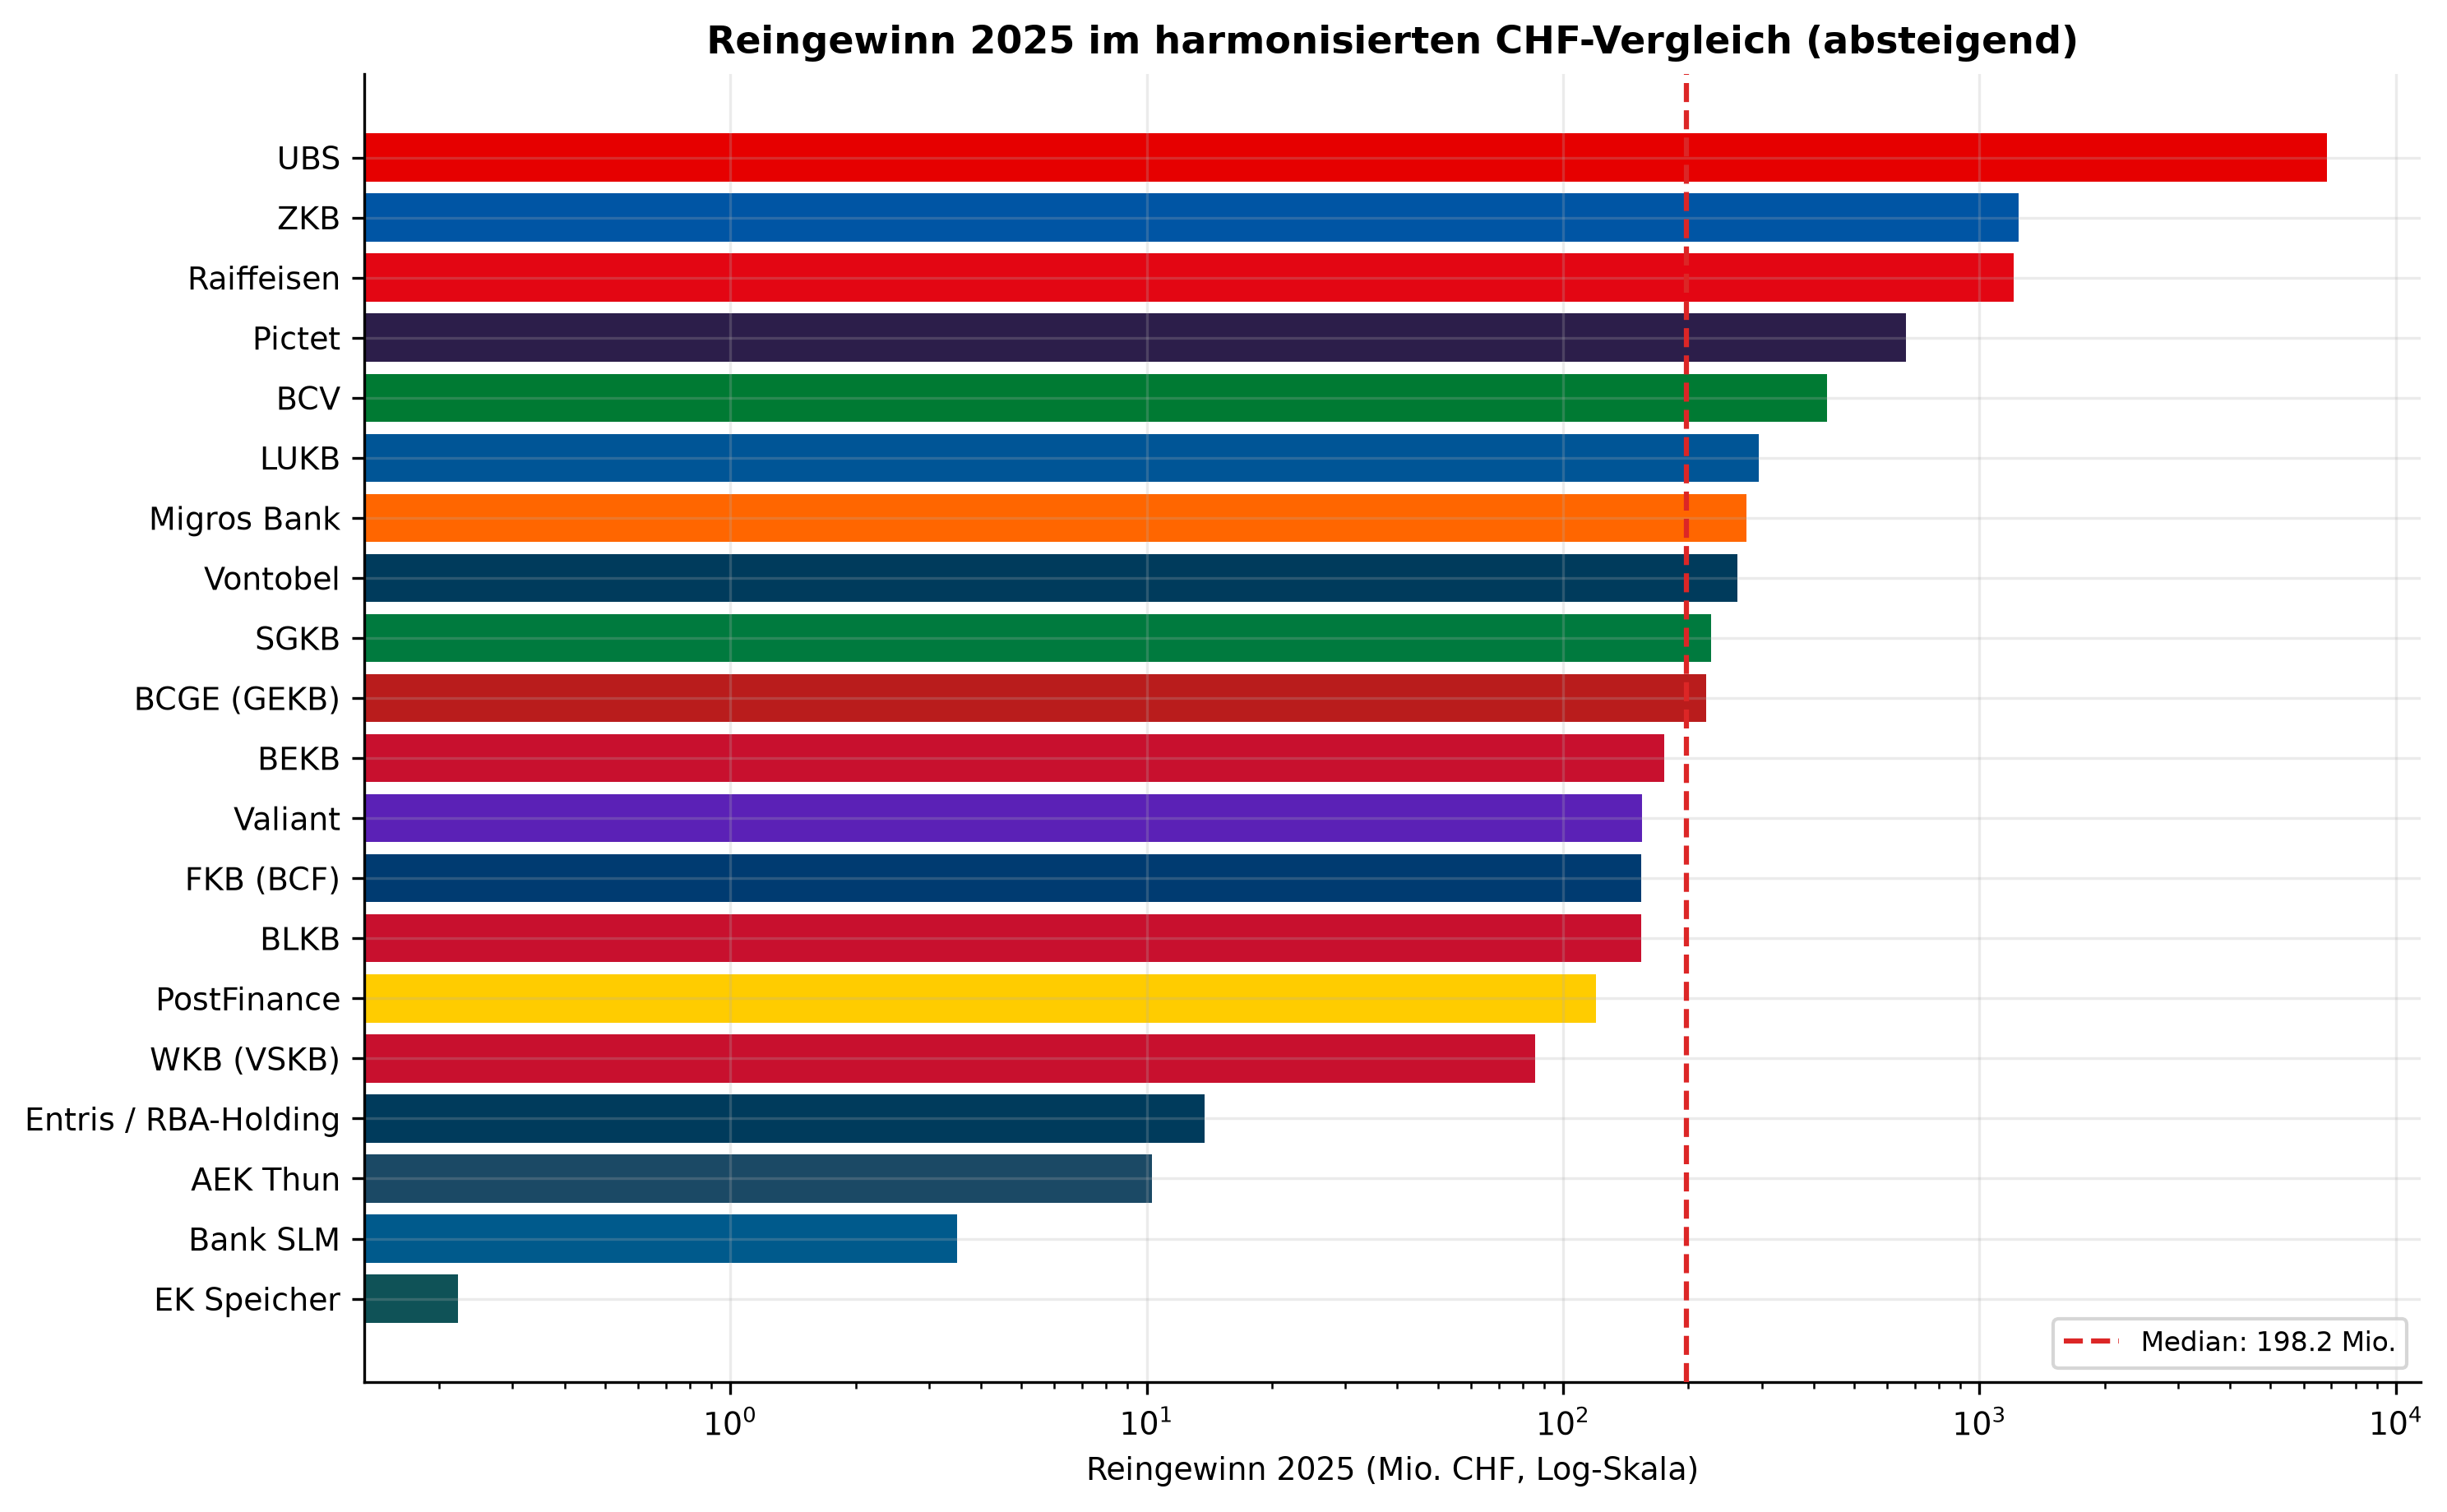 Reingewinn 2025 im harmonisierten CHF-Vergleich (absteigend)
UBS
ZKB
Raiffeisen
Pictet
BCV
LUKB
Migros Bank
Vontobel
SGKB
BCGE (GEKB)
BEKB
Valiant
FKB (BCF)
BLKB
PostFinance
WKB (VSKB)
Entris / RBA-Holding
AEK Thun
Bank SLM
EK Speicher
Median: 198.2 Mio.
10⁰ 10¹ 10² 10³ 10⁴
Reingewinn 2025 (Mio. CHF, Log-Skala)